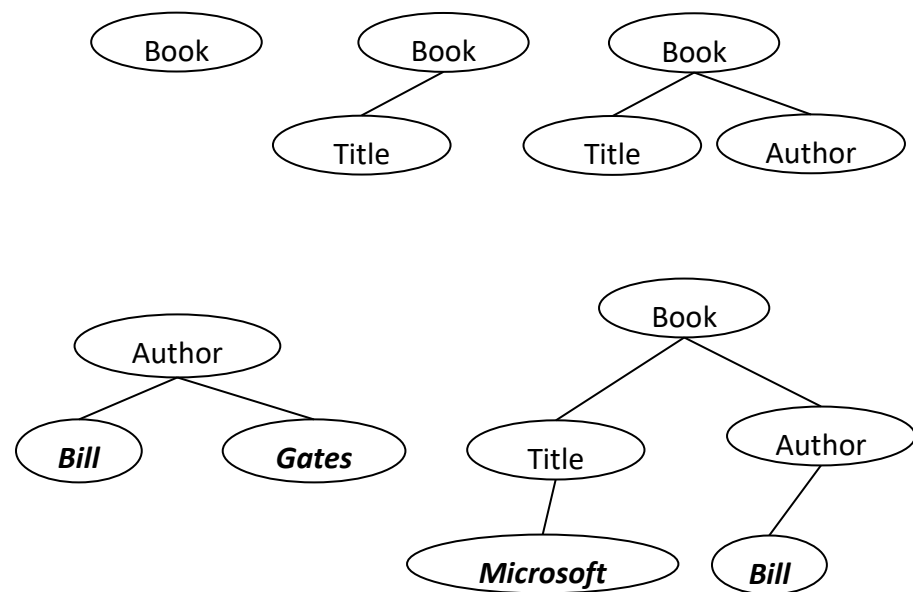 Book Book Book
Title Title Author
Book
Author
Bill Gates Title Author
Microsoft Bill